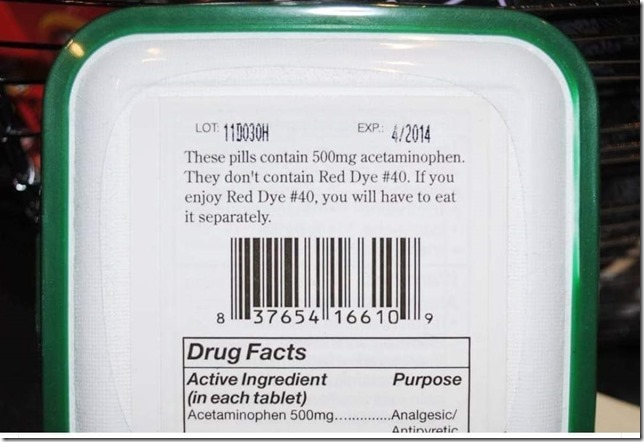 LOT: 11D030H EXP.: 4/2014
These pills contain 500mg acetaminophen.
They don't contain Red Dye #40. If you
enjoy Red Dye #40, you will have to eat
it separately.
8 37654 16610 9
Drug Facts
Active Ingredient Purpose
(in each tablet)
Acetaminophen 500mg.............Analgesic/
Antipyretic